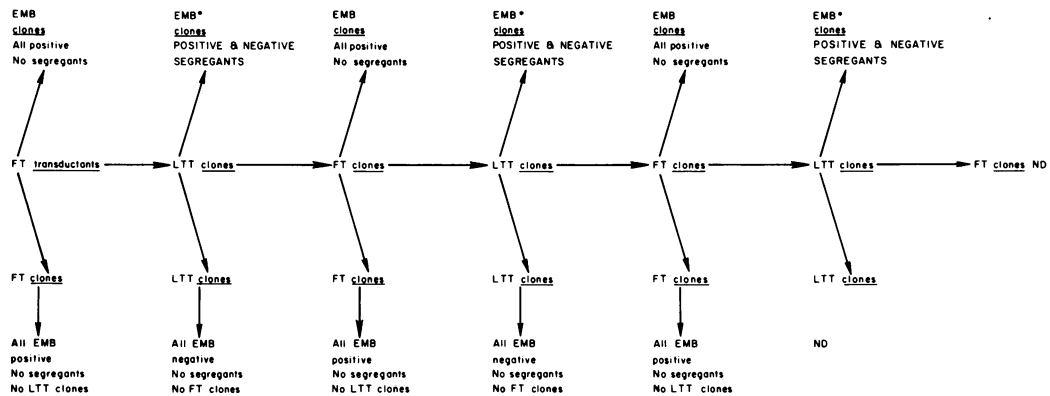 EMB
clones
All positive
No segregants
EMB*
clones
POSITIVE & NEGATIVE
SEGREGANTS
EMB
clones
All positive
No segregants
EMB*
clones
POSITIVE & NEGATIVE
SEGREGANTS
EMB
clones
All positive
No segregants
EMB*
clones
POSITIVE & NEGATIVE
SEGREGANTS
FT transductants
LTT clones
FT clones
LTT clones
FT clones
LTT clones
FT clones ND
FT clones
LTT clones
FT clones
LTT clones
FT clones
LTT clones
All EMB
positive
No segregants
No LTT clones
All EMB
negative
No segregants
No FT clones
All EMB
positive
No segregants
No LTT clones
All EMB
negative
No segregants
No FT clones
All EMB
positive
No segregants
No LTT clones
ND